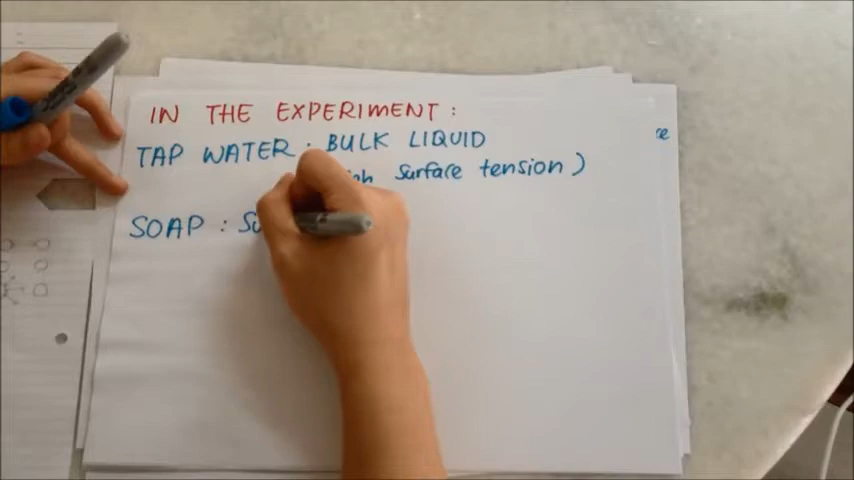 IN THE EXPERIMENT :
TAP WATER : BULK LIQUID
surface tension )
SOAP :